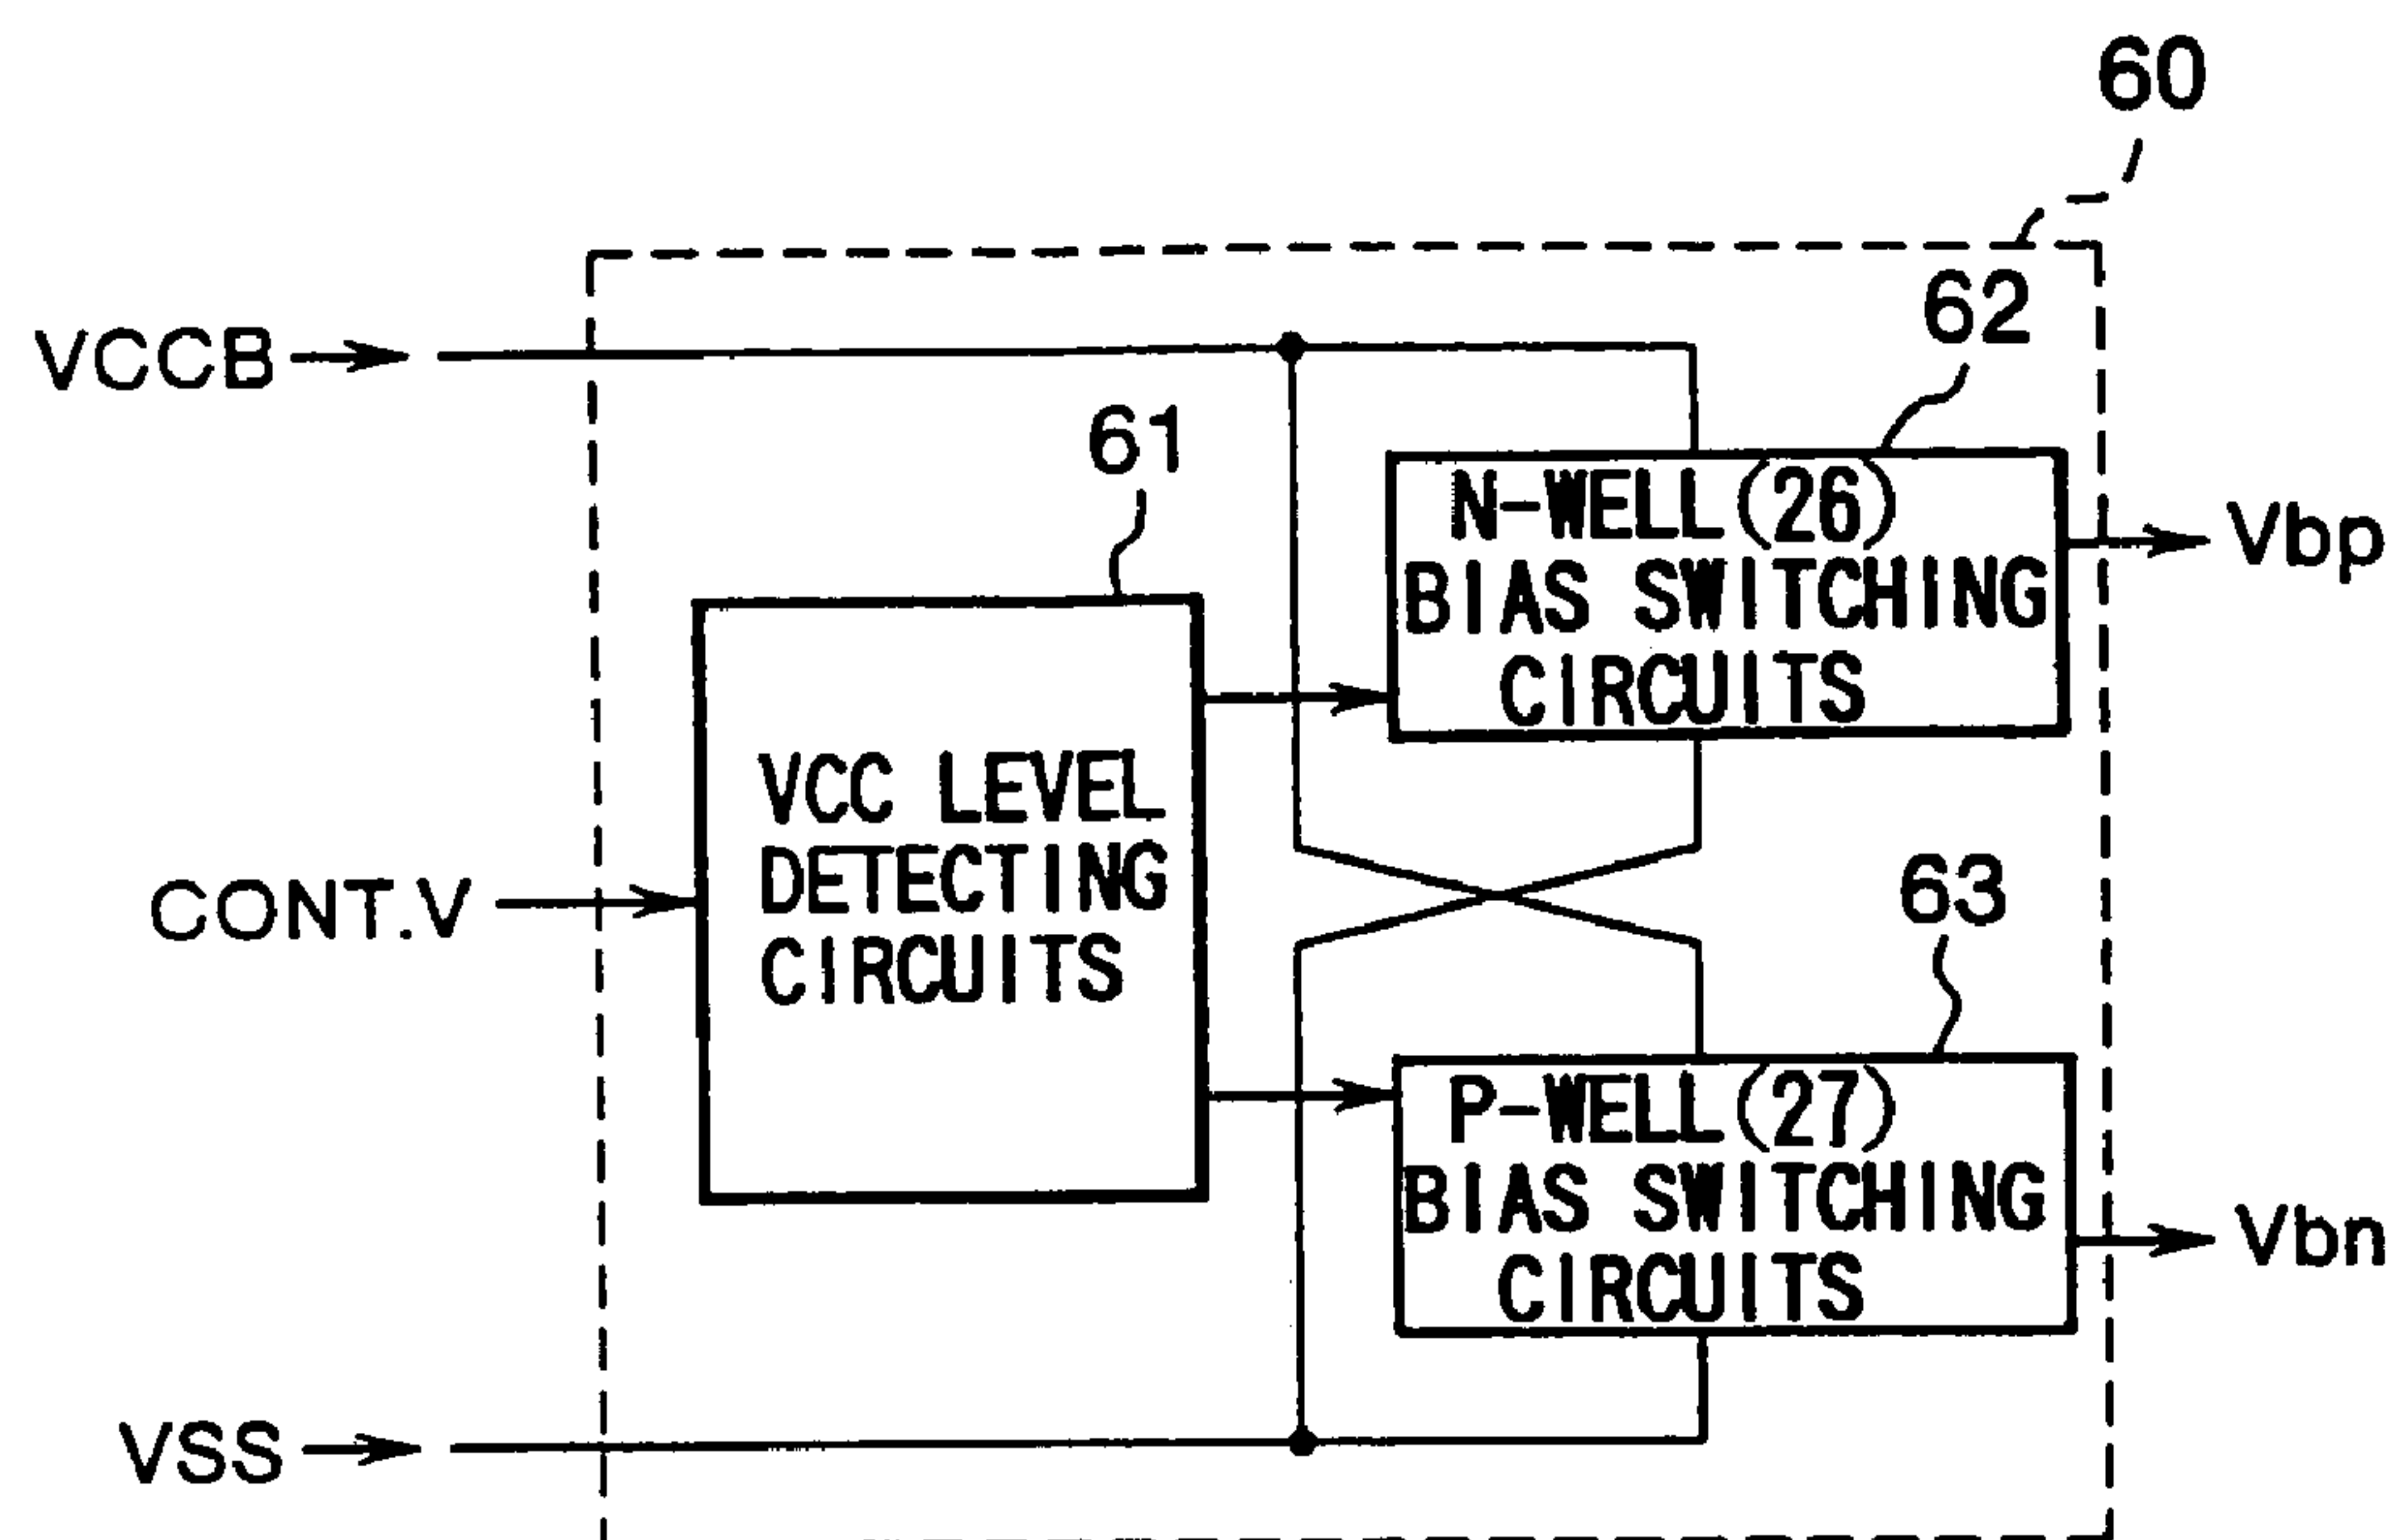 60
62
VCCB
61
N-WELL(26)
BIAS SWITCHING
CIRCUITS
Vbp
VCC LEVEL
DETECTING
CIRCUITS
CONT.V
63
P-WELL(27)
BIAS SWITCHING
CIRCUITS
Vbn
VSS